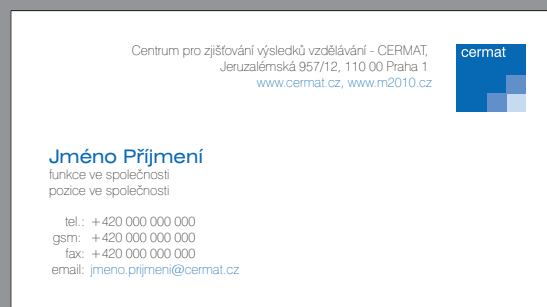 Centrum pro zjišťování výsledků vzdělávání - CERMAT,
Jeruzalémská 957/12, 110 00 Praha 1
www.cermat.cz, www.m2010.cz
cermat
Jméno Příjmení
funkce ve společnosti
pozice ve společnosti
tel.: +420 000 000 000
gsm: +420 000 000 000
fax: +420 000 000 000
email: jmeno.prijmeni@cermat.cz